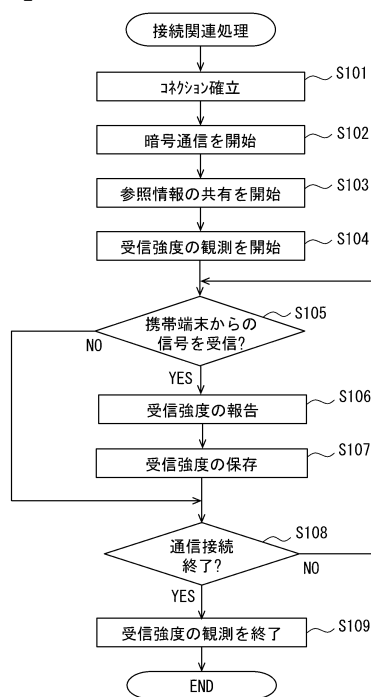 接続関連処理
S101
ｺﾈｸｼｮﾝ確立
S102
暗号通信を開始
S103
参照情報の共有を開始
S104
受信強度の観測を開始
S105
携帯端末からの
信号を受信?
NO
YES
S106
受信強度の報告
S107
受信強度の保存
S108
通信接続
終了?
NO
YES
S109
受信強度の観測を終了
END